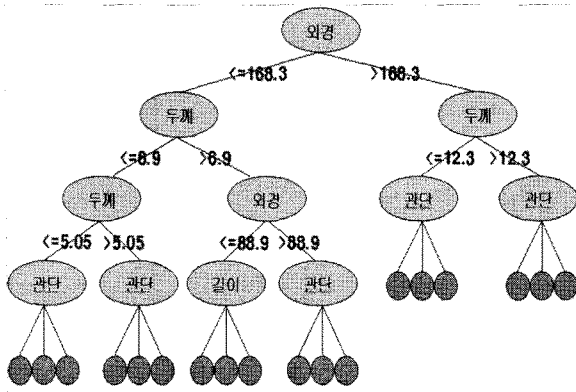 외경
<=168.3 >168.3
두께 두께
<=8.9 >8.9 <=12.3 >12.3
두께 외경 관단 관단
<=5.05 >5.05 <=88.9 >88.9
관단 관단 길이 관단